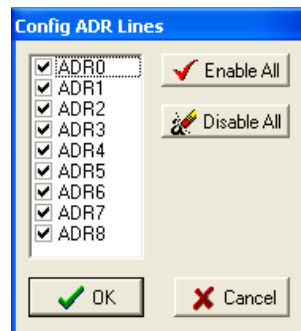 Config ADR Lines
ADR0
ADR1
ADR2
ADR3
ADR4
ADR5
ADR6
ADR7
ADR8
Enable All
Disable All
OK
Cancel